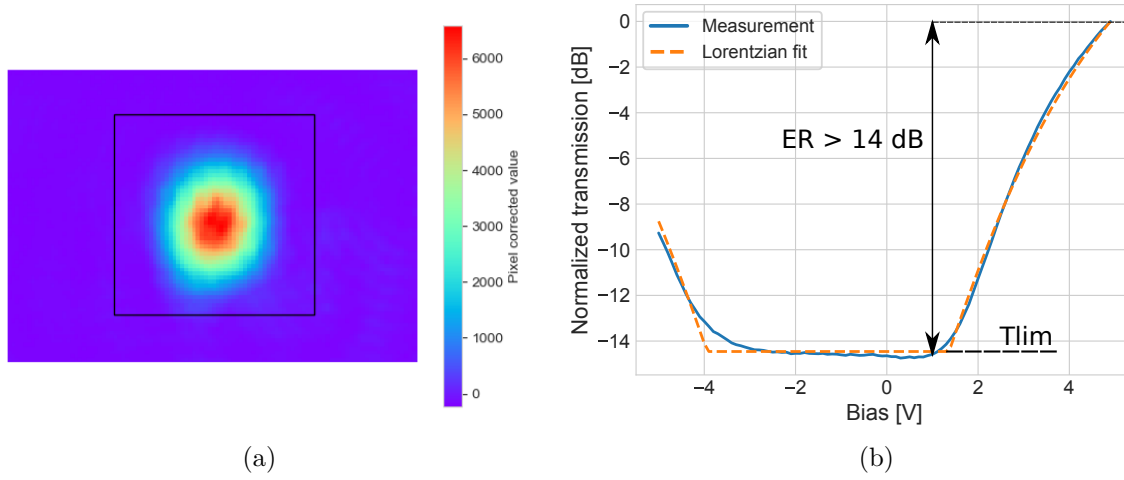 6000
5000
4000
3000
2000
1000
0
Pixel corrected value
(a)
0
−2
−4
−6
−8
−10
−12
−14
Normalized transmission [dB]
Measurement
Lorentzian fit
ER > 14 dB
Tlim
−4
−2
0
2
4
Bias [V]
(b)